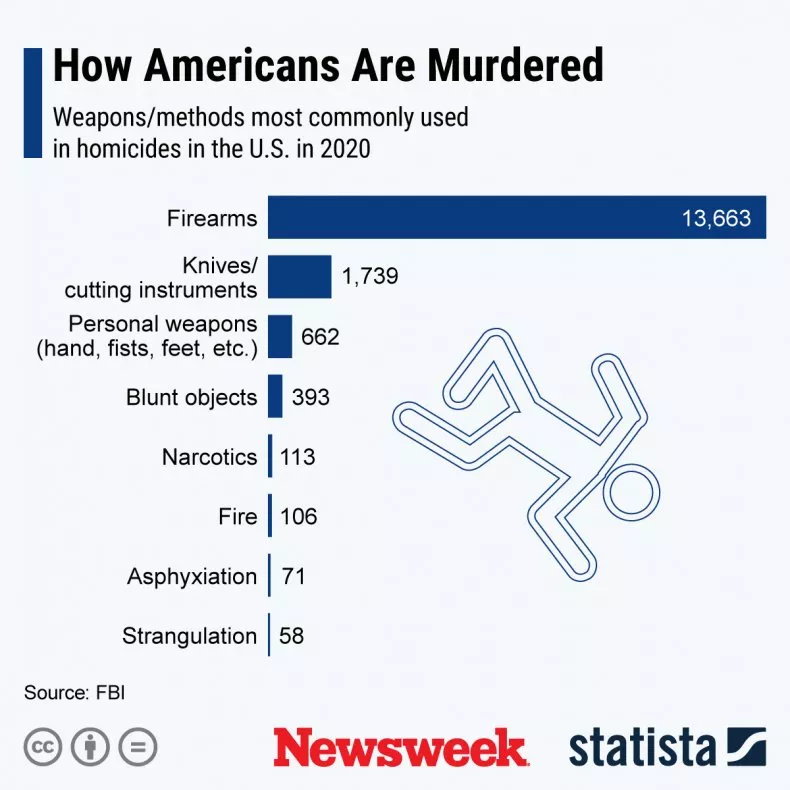 How Americans Are Murdered
Weapons/methods most commonly used
in homicides in the U.S. in 2020
Firearms 13,663
Knives/
cutting instruments 1,739
Personal weapons
(hand, fists, feet, etc.) 662
Blunt objects 393
Narcotics 113
Fire 106
Asphyxiation 71
Strangulation 58
Source: FBI
cc Newsweek. statista